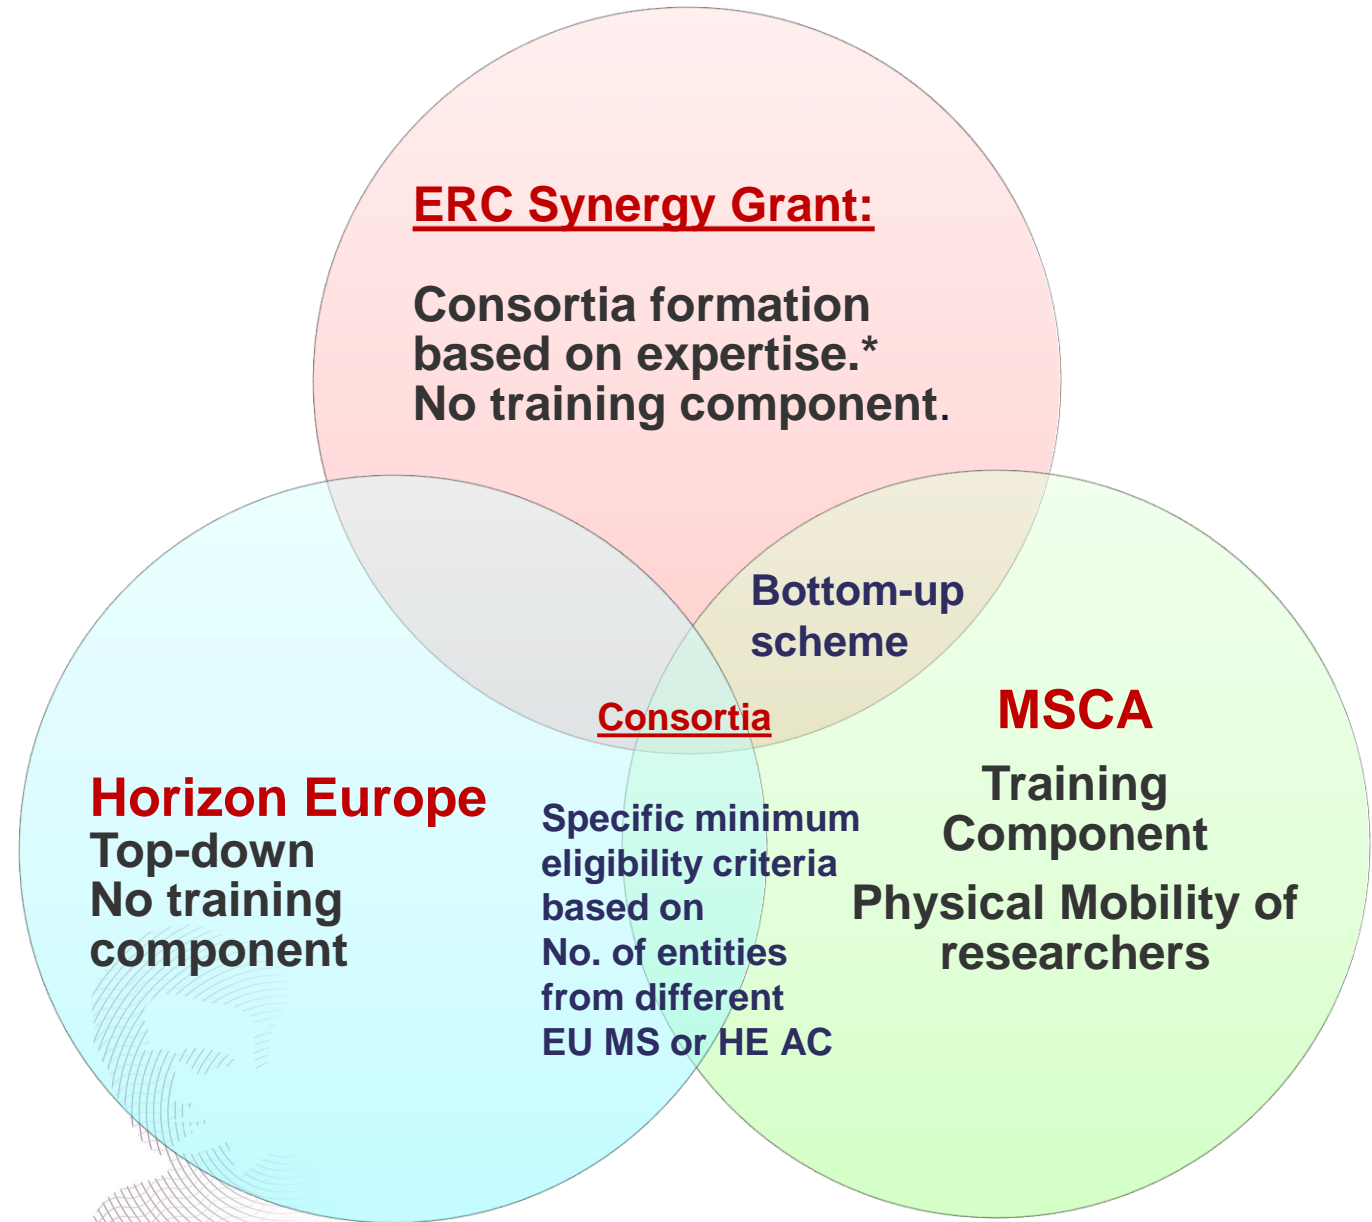 ERC Synergy Grant:
Consortia formation
based on expertise.*
No training component.
Bottom-up
scheme
Consortia
MSCA
Training
Component
Physical Mobility of
researchers
Horizon Europe
Top-down
No training
component
Specific minimum
eligibility criteria
based on
No. of entities
from different
EU MS or HE AC